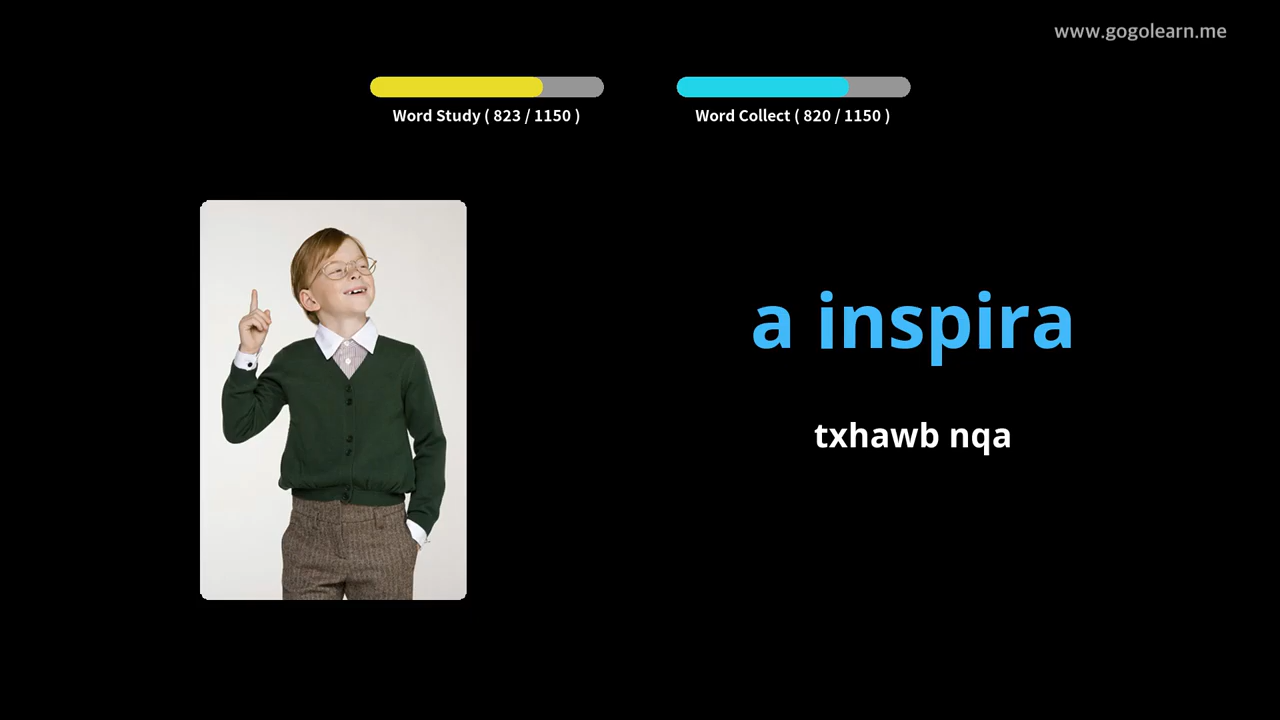 www.gogolearn.me
Word Study ( 823 / 1150 )
Word Collect ( 820 / 1150 )
a inspira
txhawb nqa